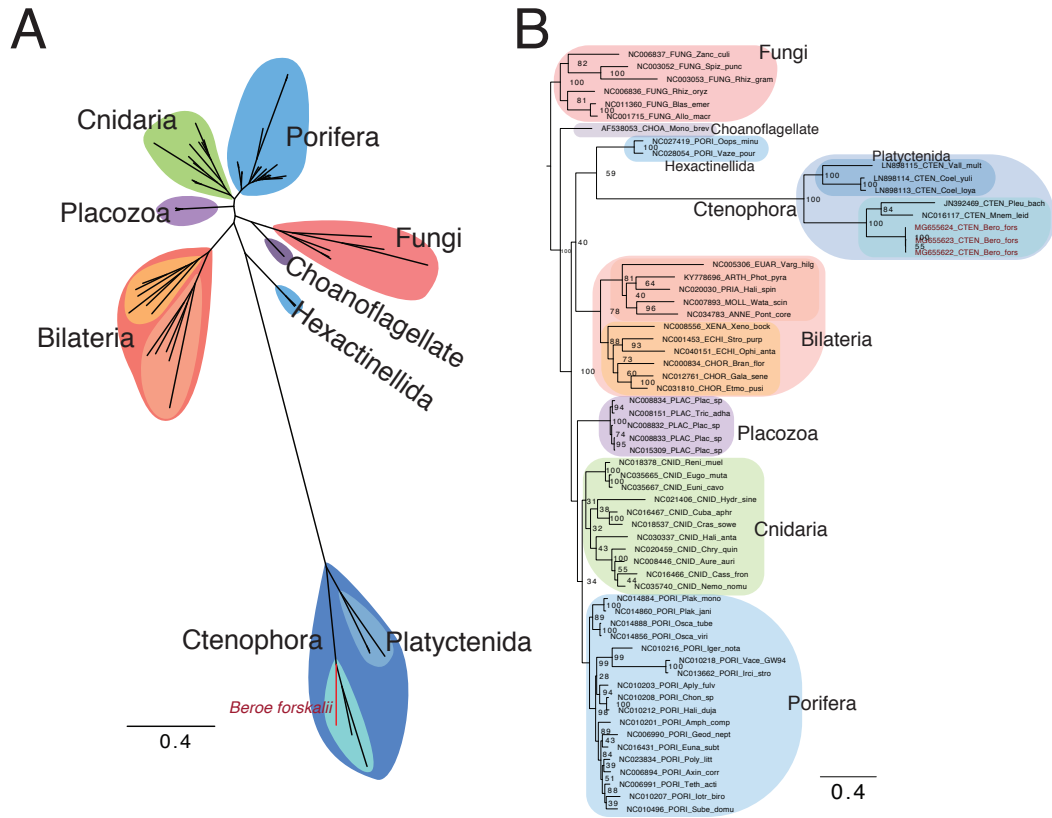 A
Cnidaria
Porifera
Placozoa
Fungi
Choanoflagellate
Hexactinellida
Bilateria
Ctenophora
Platyctenida
Beroe forskalii
0.4
B
NC006837_FUNG_Zanc_culi
Fungi
82
NC003052_FUNG_Spiz_punc
100
NC003053_FUNG_Rhiz_gram
100
NC006836_FUNG_Rhiz_oryz
81
NC011360_FUNG_Blas_emer
100
NC001715_FUNG_Allo_macr
AF538053_CHOA_Mono_brev
Choanoflagellate
NC027419_PORI_Oops_minu
100
NC028054_PORI_Vaze_pour
Hexactinellida
59
Platyctenida
LN898115_CTEN_Vall_mult
100
LN898114_CTEN_Coel_yuli
100
LN898113_CTEN_Coel_loya
Ctenophora
100
JN392469_CTEN_Pleu_bach
84
NC016117_CTEN_Mnem_leid
MG655624_CTEN_Bero_fors
100
MG655623_CTEN_Bero_fors
55
MG655622_CTEN_Bero_fors
40
100
NC005306_EUAR_Varg_hilg
81
KY778696_ARTH_Phot_pyra
64
NC020030_PRIA_Hali_spin
40
NC007893_MOLL_Wata_scin
96
78
NC034783_ANNE_Pont_core
NC008556_XENA_Xeno_bock
Bilateria
88
NC001453_ECHI_Stro_purp
93
NC040151_ECHI_Ophi_anta
73
NC000834_CHOR_Bran_flor
60
NC012761_CHOR_Gala_sene
100
100
NC031810_CHOR_Etmo_pusi
NC008834_PLAC_Plac_sp
94
NC008151_PLAC_Tric_adha
100
NC008832_PLAC_Plac_sp
Placozoa
74
NC008833_PLAC_Plac_sp
95
NC015309_PLAC_Plac_sp
NC018378_CNID_Reni_muel
100
NC035665_CNID_Eugo_muta
100
NC035667_CNID_Euni_cavo
31
NC021406_CNID_Hydr_sine
38
NC016467_CNID_Cuba_aphr
100
NC018537_CNID_Cras_sowe
Cnidaria
32
NC030337_CNID_Hali_anta
43
NC020459_CNID_Chry_quin
100
NC008446_CNID_Aure_auri
55
NC016466_CNID_Cass_fron
44
34
NC035740_CNID_Nemo_nomu
NC014884_PORI_Plak_mono
100
NC014860_PORI_Plak_jani
89
NC014888_PORI_Osca_tube
100
NC014856_PORI_Osca_viri
NC010216_PORI_Iger_nota
99
NC010218_PORI_Vace_GW94
99
100
NC013662_PORI_Irci_stro
28
NC010203_PORI_Aply_fulv
94
NC010208_PORI_Chon_sp
Porifera
100
98
NC010212_PORI_Hali_duja
NC010201_PORI_Amph_comp
89
NC006990_PORI_Geod_nept
43
NC016431_PORI_Euna_subt
84
NC023834_PORI_Poly_litt
39
NC006894_PORI_Axin_corr
51
NC006991_PORI_Teth_acti
88
NC010207_PORI_Iotr_biro
39
NC010496_PORI_Sube_domu
0.4